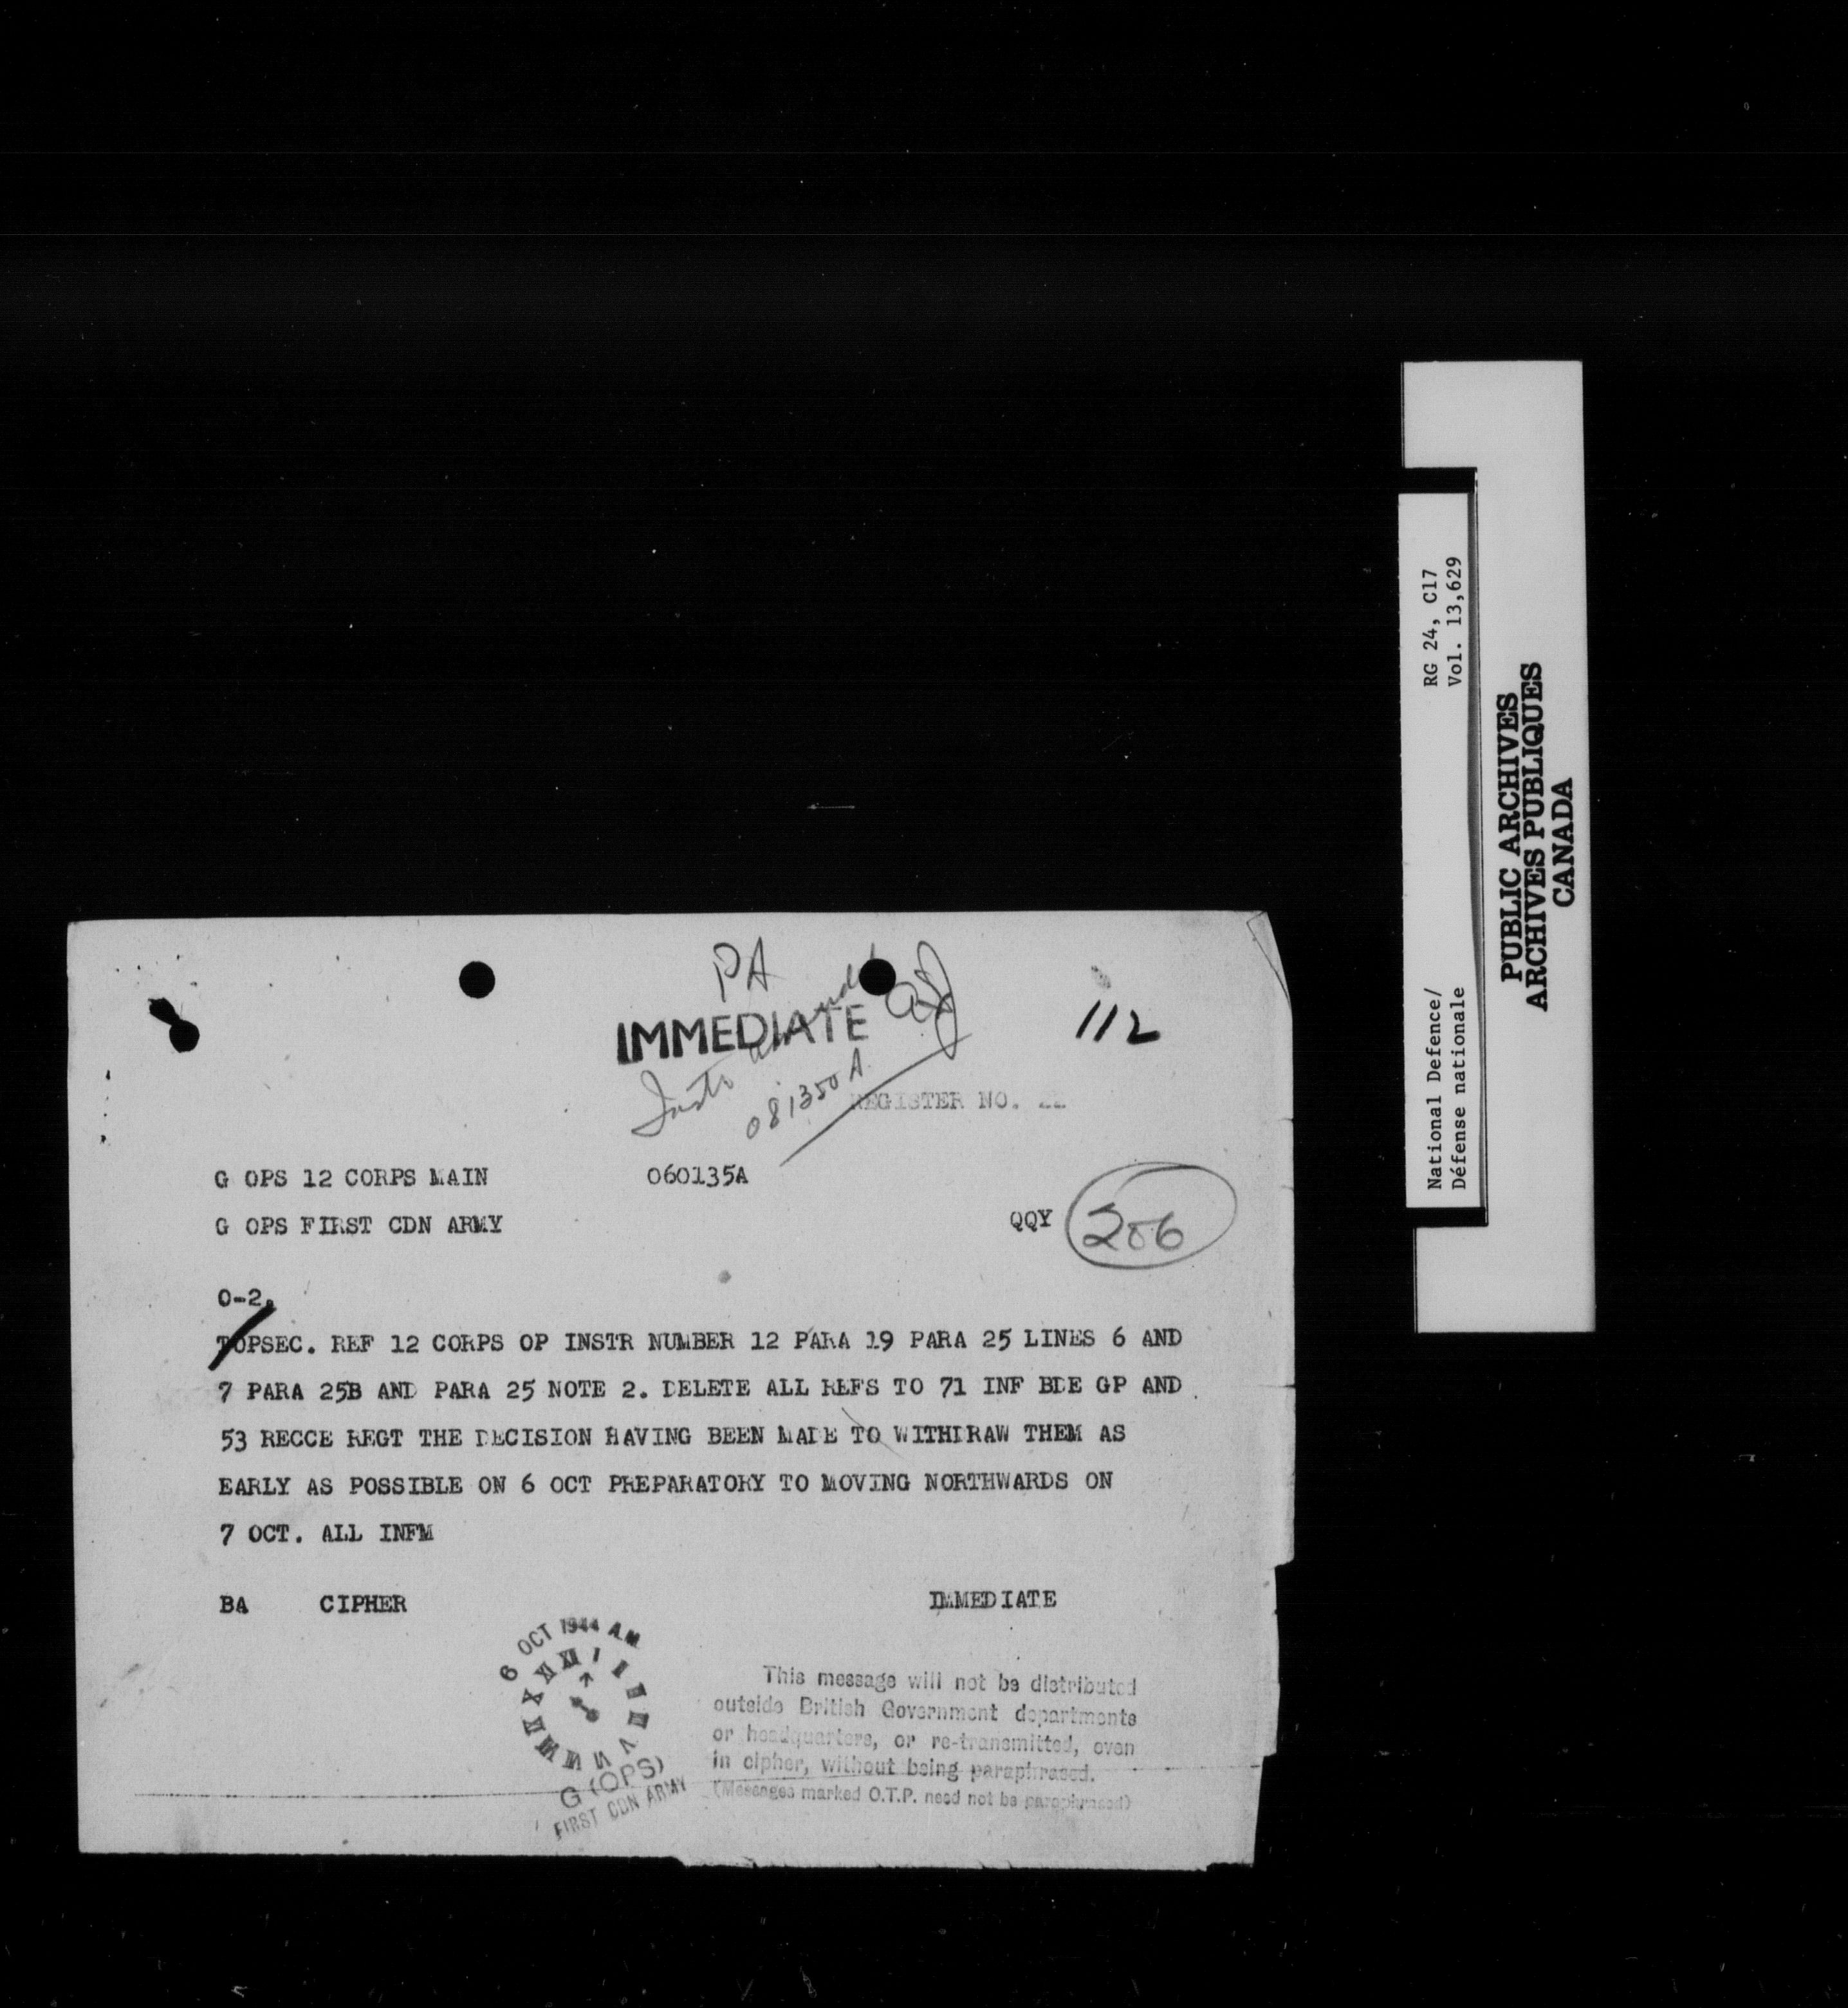 PA
IMMEDIATE
112
Instr amend
081350A
REGISTER NO.
G OPS 12 CORPS MAIN 060135A
G OPS FIRST CDN ARMY QQY 206
O-2.
TOPSEC. REF 12 CORPS OP INSTR NUMBER 12 PARA 19 PARA 25 LINES 6 AND
7 PARA 25B AND PARA 25 NOTE 2. DELETE ALL REFS TO 71 INF BDE GP AND
53 RECCE REGT THE DECISION HAVING BEEN MADE TO WITHDRAW THEM AS
EARLY AS POSSIBLE ON 6 OCT PREPARATORY TO MOVING NORTHWARDS ON
7 OCT. ALL INFM
BA CIPHER IMMEDIATE
6 OCT 1944 A.M.
G (OPS)
FIRST CDN ARMY
This message will not be distributed
outside British Government departments
or headquarters, or re-transmitted, even
in cipher, without being paraphrased.
(Messages marked O.T.P. need not be paraphrased)
National Defence/ RG 24, C17
Défense nationale Vol. 13,629
PUBLIC ARCHIVES
ARCHIVES PUBLIQUES
CANADA